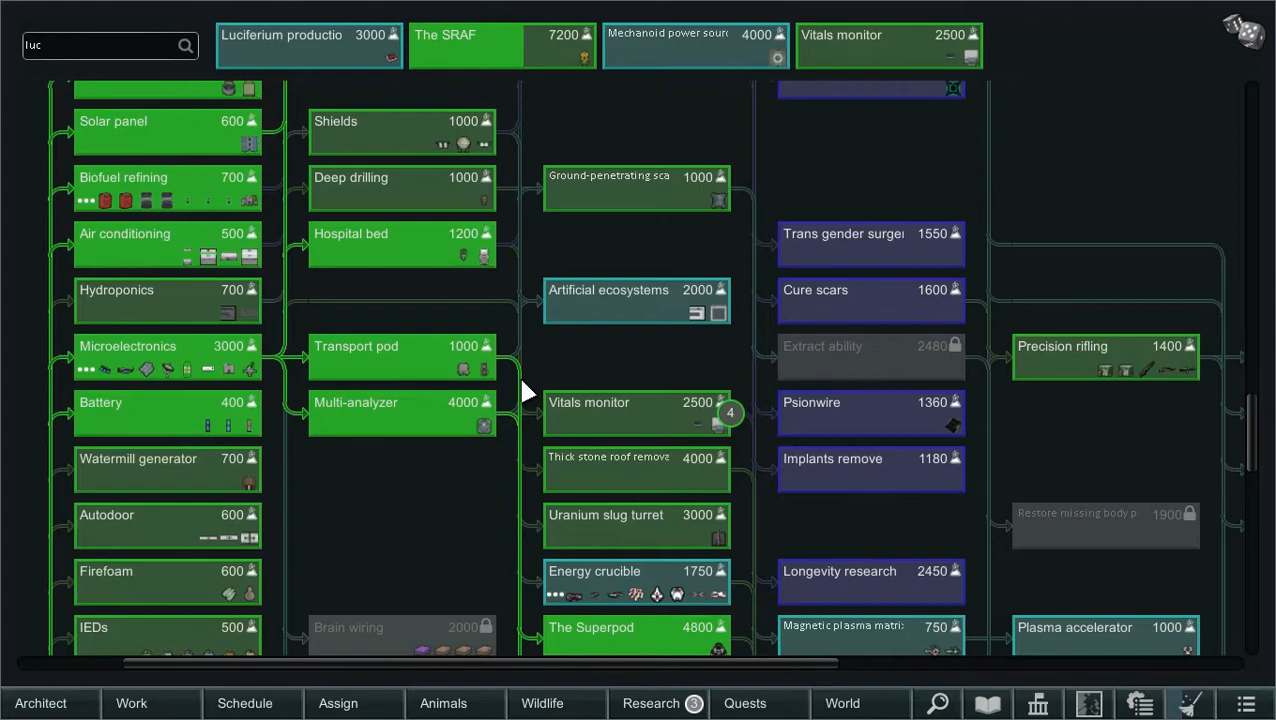 luc
Luciferium productio 3000
The SRAF 7200
Mechanoid power sourc 4000
Vitals monitor 2500
Solar panel 600
Shields 1000
Biofuel refining 700
Deep drilling 1000
Ground-penetrating sca 1000
Air conditioning 500
Hospital bed 1200
Trans gender surger 1550
Hydroponics 700
Artificial ecosystems 2000
Cure scars 1600
Microelectronics 3000
Transport pod 1000
Extract ability 2480
Precision rifling 1400
Battery 400
Multi-analyzer 4000
Vitals monitor 2500
4
Psionwire 1360
Watermill generator 700
Thick stone roof remova 4000
Implants remove 1180
Autodoor 600
Uranium slug turret 3000
Restore missing body p 1900
Firefoam 600
Energy crucible 1750
Longevity research 2450
IEDs 500
Brain wiring 2000
The Superpod 4800
Magnetic plasma matri: 750
Plasma accelerator 1000
Architect Work Schedule Assign Animals Wildlife Research 3 Quests World